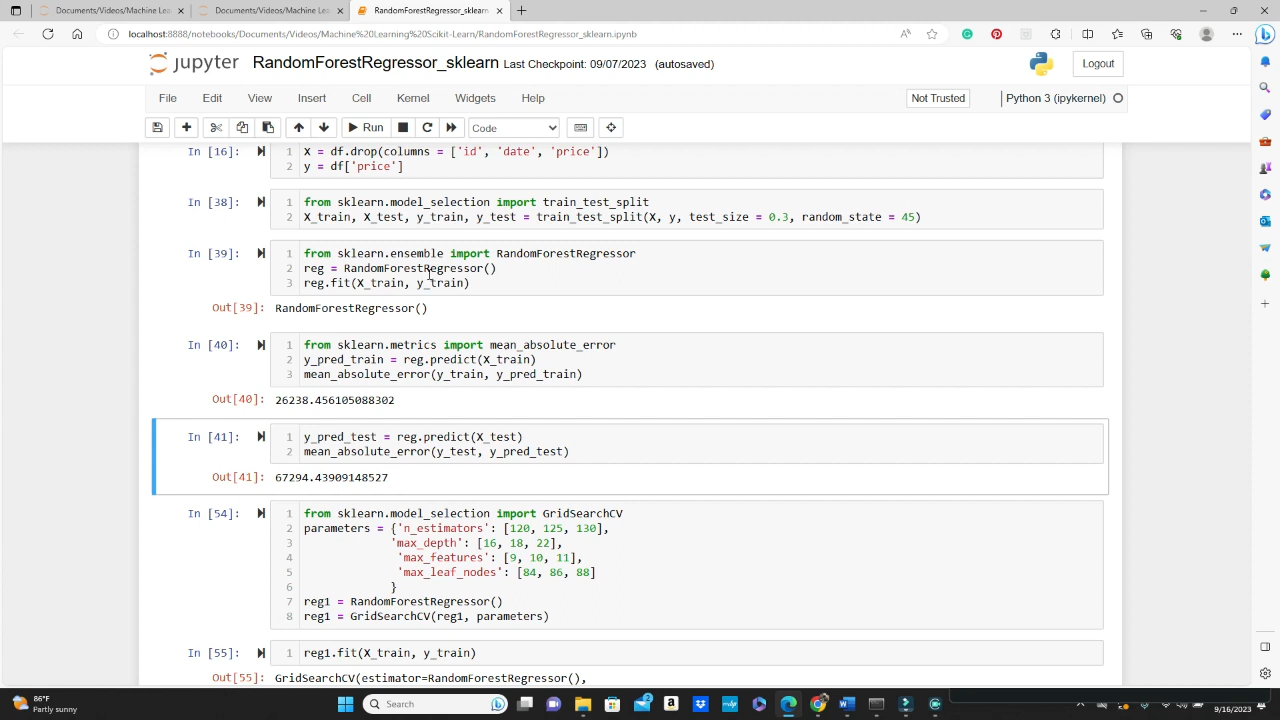 Documents/Videos/Machine Lea
Documents/Videos/Machine Lea
RandomForestRegressor_sklearn
localhost:8888/notebooks/Documents/Videos/Machine%20Learning%20Scikit-Learn/RandomForestRegressor_sklearn.ipynb
jupyter RandomForestRegressor_sklearn Last Checkpoint: 09/07/2023 (autosaved)
Logout
File Edit View Insert Cell Kernel Widgets Help
Not Trusted
Python 3 (ipykernel)
Run
Code
In [16]:
1 X = df.drop(columns = ['id', 'date', 'price'])
2 y = df['price']
In [38]:
1 from sklearn.model_selection import train_test_split
2 X_train, X_test, y_train, y_test = train_test_split(X, y, test_size = 0.3, random_state = 45)
In [39]:
1 from sklearn.ensemble import RandomForestRegressor
2 reg = RandomForestRegressor()
3 reg.fit(X_train, y_train)
Out[39]: RandomForestRegressor()
In [40]:
1 from sklearn.metrics import mean_absolute_error
2 y_pred_train = reg.predict(X_train)
3 mean_absolute_error(y_train, y_pred_train)
Out[40]: 26238.456105088302
In [41]:
1 y_pred_test = reg.predict(X_test)
2 mean_absolute_error(y_test, y_pred_test)
Out[41]: 67294.43909148527
In [54]:
1 from sklearn.model_selection import GridSearchCV
2 parameters = {'n_estimators': [120, 125, 130],
3 'max_depth': [16, 18, 22],
4 'max_features': [9, 10, 11],
5 'max_leaf_nodes': [84, 86, 88]
6 }
7 reg1 = RandomForestRegressor()
8 reg1 = GridSearchCV(reg1, parameters)
In [55]:
1 reg1.fit(X_train, y_train)
Out[55]: GridSearchCV(estimator=RandomForestRegressor(),
86°F
Partly sunny
Search
9/16/2023